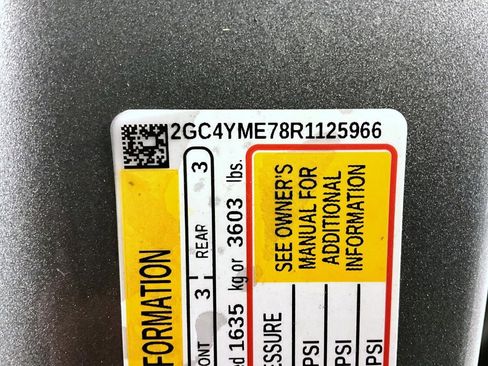 2GC4YME78R1125966
FORMATION
ONT 3 REAR 3
ed 1635 kg or 3603 lbs.
SEE OWNER'S
MANUAL FOR
ADDITIONAL
INFORMATION
ESSURE
PSI
PSI
PSI